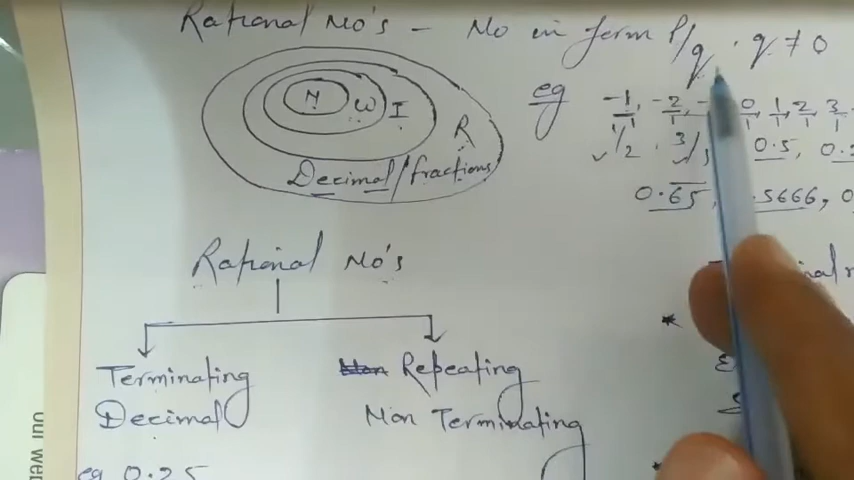 Rational No's - No in form P/q . q ≠ 0
N W I R
Decimal/fractions
eg -1/1, -2/1, 0/1, 1/1, 2/1, 3/1
1/2 . 3/ 0.5,
0.65, .5666,
Rational No's
Terminating
Decimal
Repeating
Non Terminating
eg 0.25
our